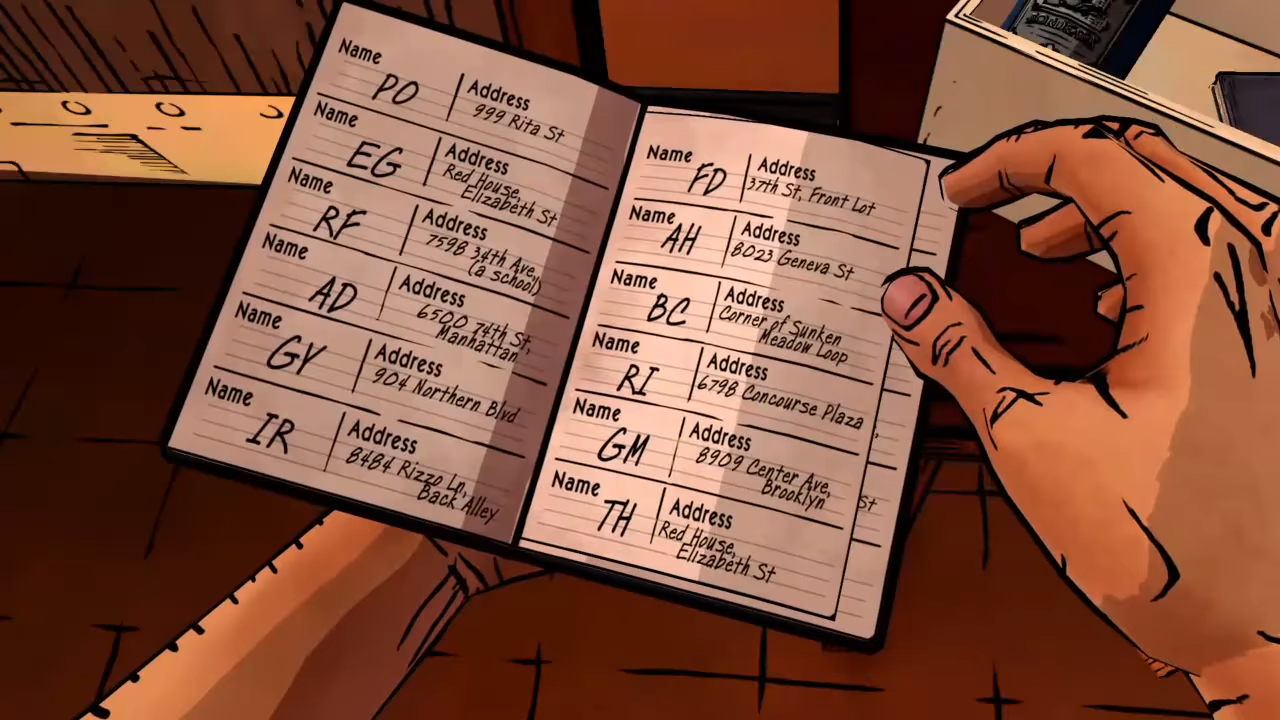 Name
PO
Address
999 Rita St
Name
EG
Address
Red House,
Elizabeth St
Name
RF
Address
7598 34th Ave,
(a school)
Name
AD
Address
6500 74th St,
Manhattan
Name
GY
Address
904 Northern Blvd
Name
IR
Address
8484 Rizzo Ln,
Back Alley
Name
FD
Address
37th St, Front Lot
Name
AH
Address
8023 Geneva St
Name
BC
Address
Corner of Sunken
Meadow Loop
Name
RI
Address
6798 Concourse Plaza
Name
GM
Address
8909 Center Ave,
Brooklyn
Name
TH
Address
Red House,
Elizabeth St
St